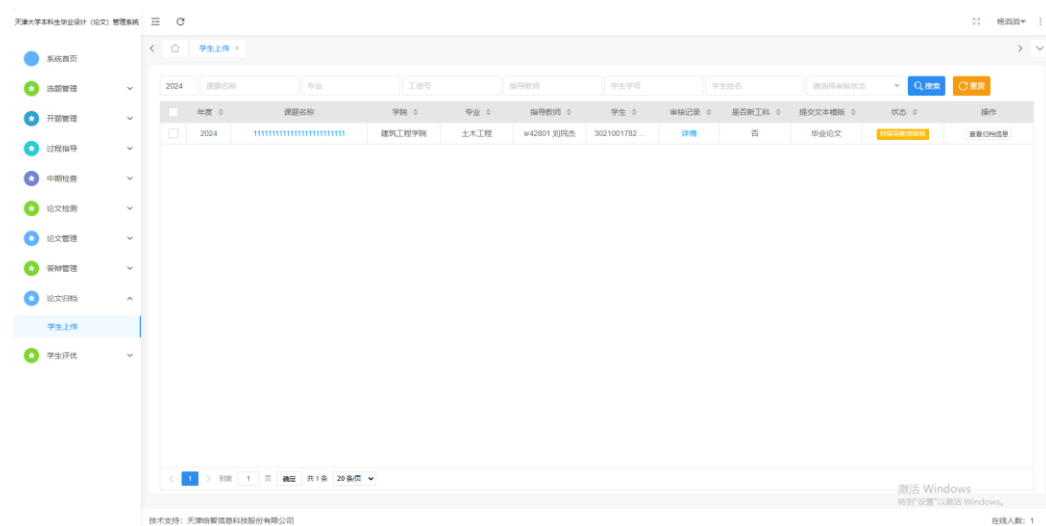 天津大学本科生毕业设计（论文）管理系统
杨滔滔
系统首页
学生上传 ×
选题管理
2024 课题名称 专业 工资号 指导教师 学生学号 学生姓名 请选择审核状态 搜索 重置
开题管理
年度 课题名称 学院 专业 指导教师 学生 审核记录 是否新工科 提交文本模版 状态 操作
2024 1111111111111111111111111 建筑工程学院 土木工程 w42801 刘民杰 3021001782 ... 详情 否 毕业论文 待指导教师审核 查看归档信息
过程指导
中期检查
论文检测
论文管理
答辩管理
论文归档
学生上传
学生评优
1 到第 1 页 确定 共 1 条 20 条/页
激活 Windows
转到"设置"以激活 Windows。
技术支持：天津恰智信息科技股份有限公司 在线人数：1